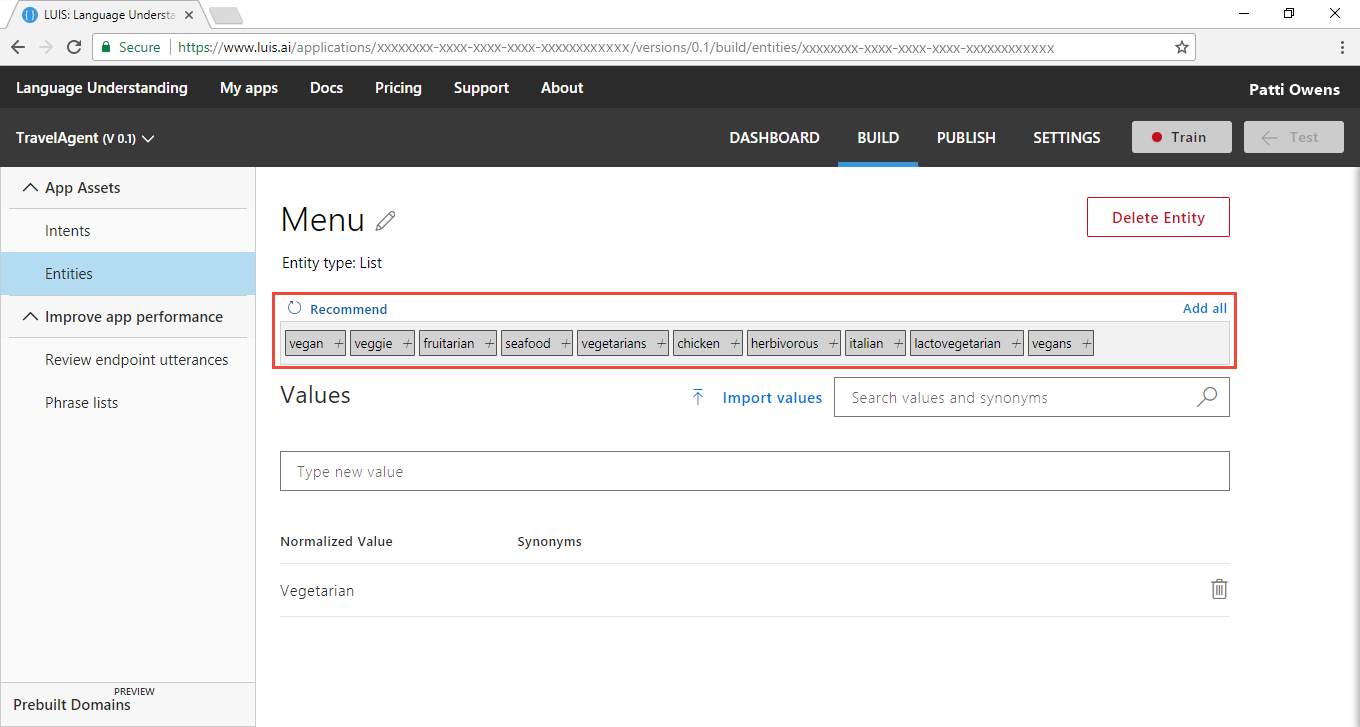 LUIS: Language Understa
Secure https://www.luis.ai/applications/xxxxxxxx-xxxx-xxxx-xxxx-xxxxxxxxxxxx/versions/0.1/build/entities/xxxxxxxx-xxxx-xxxx-xxxx-xxxxxxxxxxxx
Language Understanding My apps Docs Pricing Support About Patti Owens
TravelAgent (V 0.1) DASHBOARD BUILD PUBLISH SETTINGS Train Test
App Assets
Intents
Entities
Improve app performance
Review endpoint utterances
Phrase lists
PREVIEW
Prebuilt Domains
Menu
Delete Entity
Entity type: List
Recommend Add all
vegan + veggie + fruitarian + seafood + vegetarians + chicken + herbivorous + italian + lactovegetarian + vegans +
Values Import values Search values and synonyms
Type new value
Normalized Value Synonyms
Vegetarian